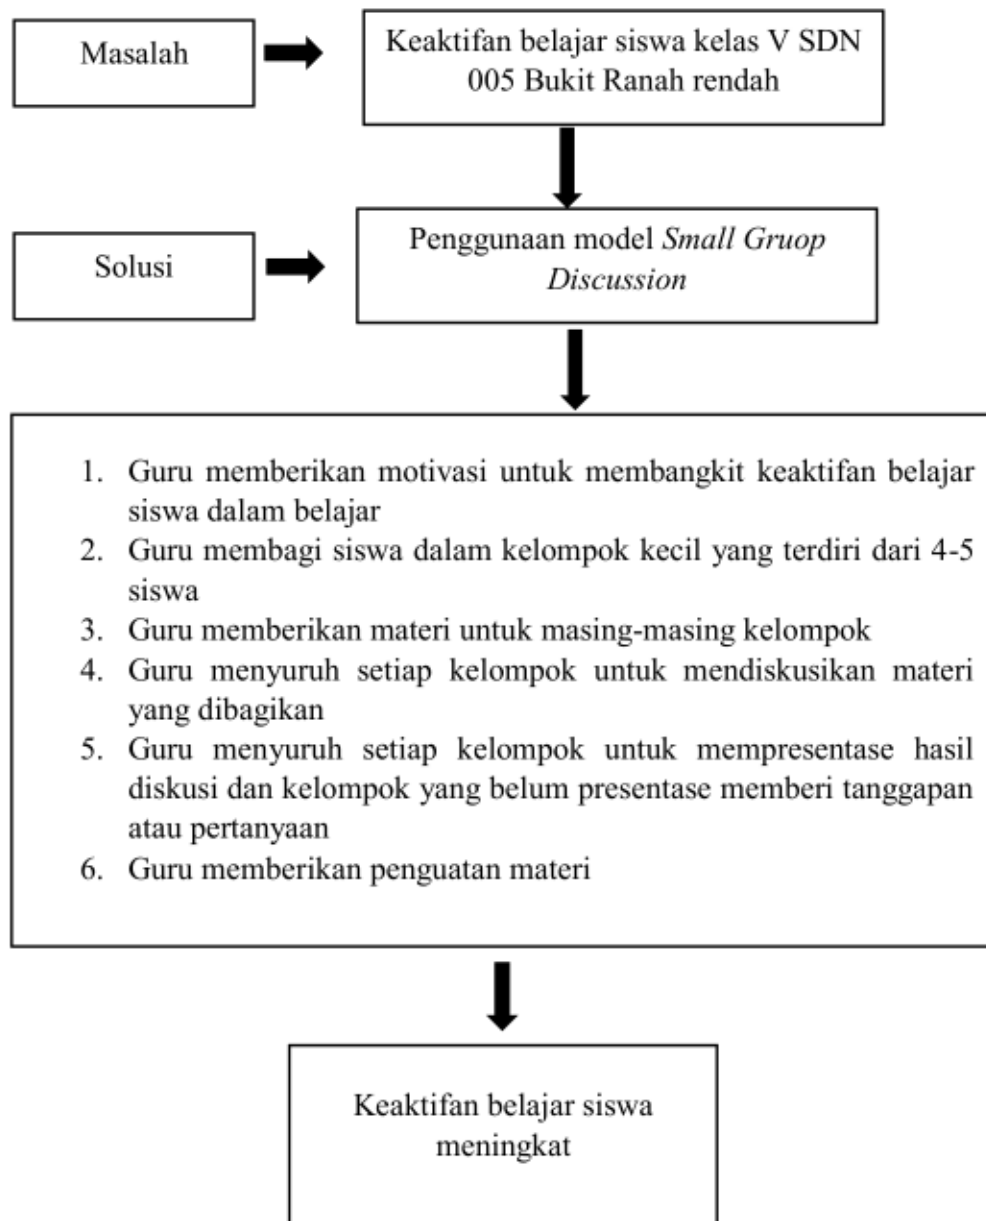 Masalah
Keaktifan belajar siswa kelas V SDN
005 Bukit Ranah rendah
Solusi
Penggunaan model Small Gruop
Discussion
1. Guru memberikan motivasi untuk membangkit keaktifan belajar
siswa dalam belajar
2. Guru membagi siswa dalam kelompok kecil yang terdiri dari 4-5
siswa
3. Guru memberikan materi untuk masing-masing kelompok
4. Guru menyuruh setiap kelompok untuk mendiskusikan materi
yang dibagikan
5. Guru menyuruh setiap kelompok untuk mempresentase hasil
diskusi dan kelompok yang belum presentase memberi tanggapan
atau pertanyaan
6. Guru memberikan penguatan materi
Keaktifan belajar siswa
meningkat